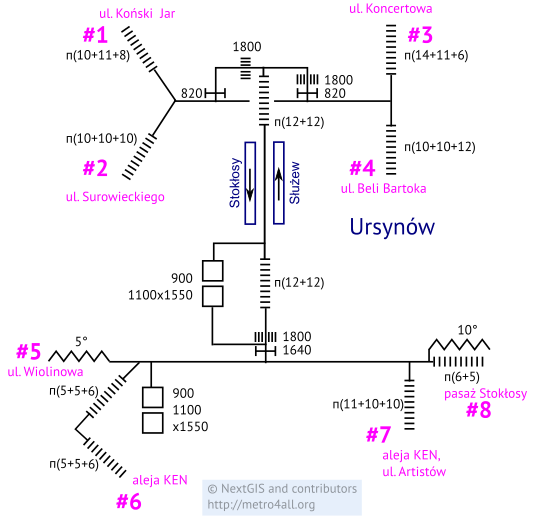 ul. Koński Jar
#1
п(10+11+8)
ul. Koncertowa
#3
п(14+11+6)
1800
1800
820
820
п(12+12)
п(10+10+10)
#2
ul. Surowieckiego
п(10+10+12)
#4
ul. Beli Bartoka
Stokłosy
Służew
Ursynów
900
1100x1550
п(12+12)
1800
1640
#5
5°
ul. Wiolinowa
10°
п(6+5)
pasaż Stokłosy
#8
п(5+5+6)
900
1100
x1550
п(11+10+10)
#7
aleja KEN,
ul. Artistów
п(5+5+6)
aleja KEN
#6
© NextGIS and contributors
http://metro4all.org